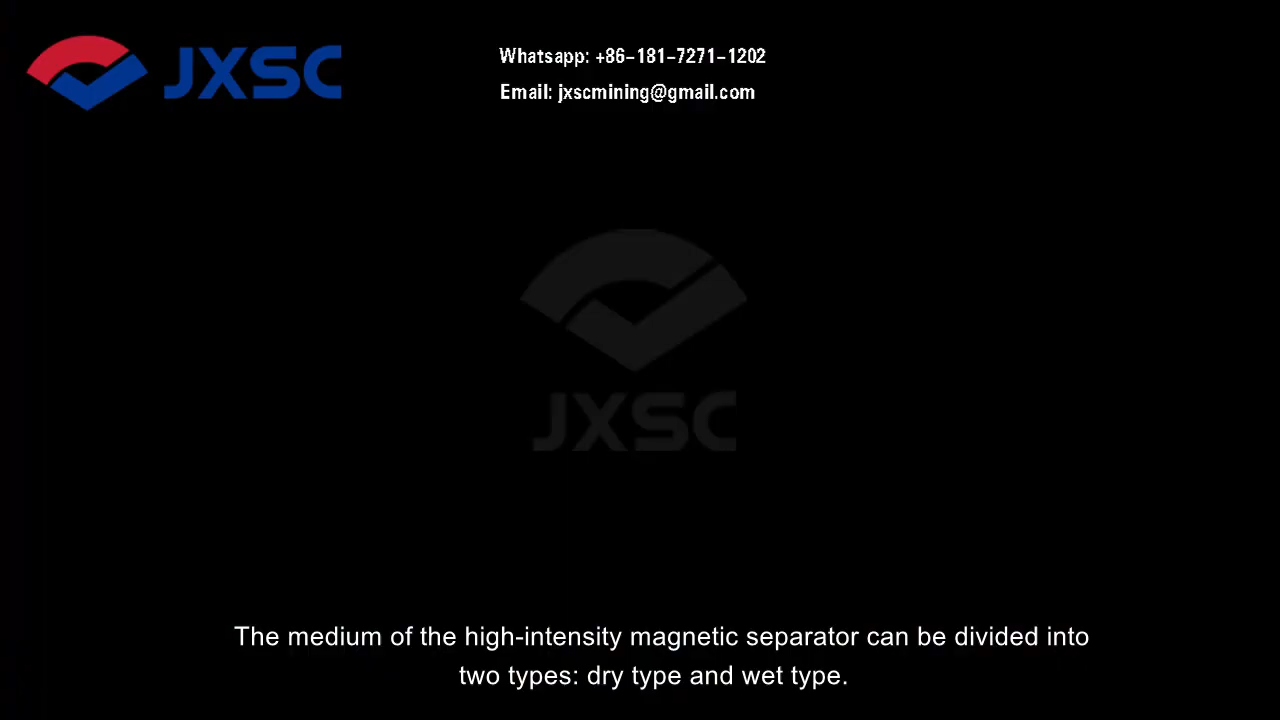 JXSC
Whatsapp: +86-181-7271-1202
Email: jxscmining@gmail.com
JXSC
The medium of the high-intensity magnetic separator can be divided into
two types: dry type and wet type.